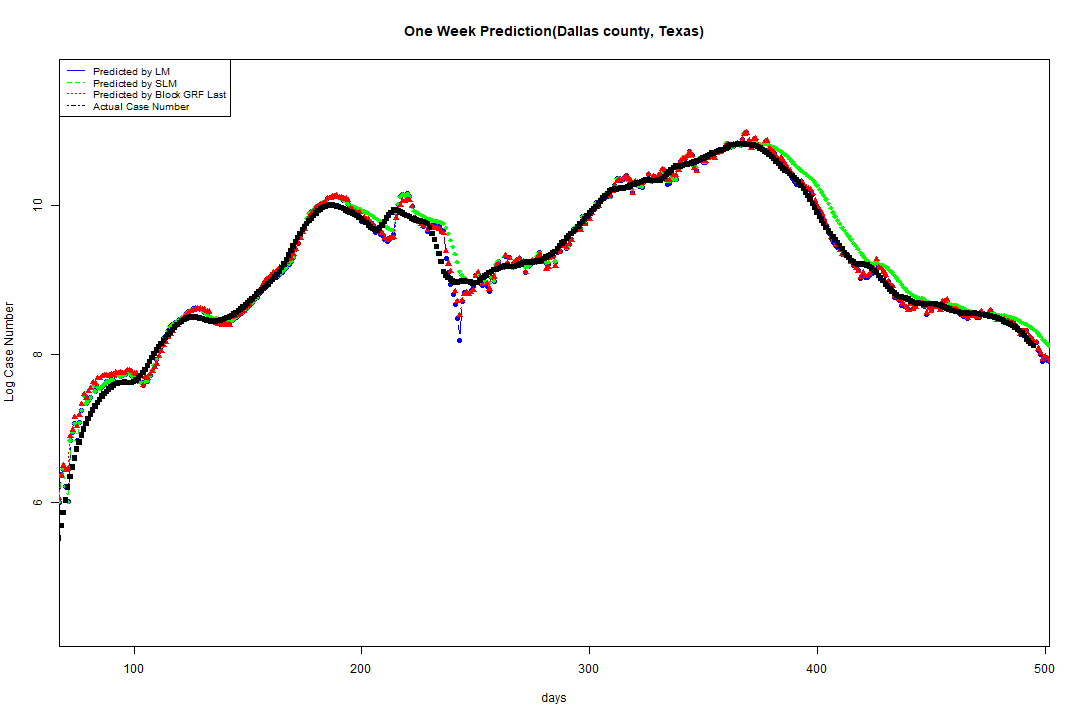 One Week Prediction(Dallas county, Texas)
Predicted by LM
Predicted by SLM
Predicted by Block GRF Last
Actual Case Number
10
8
6
Log Case Number
100 200 300 400 500
days